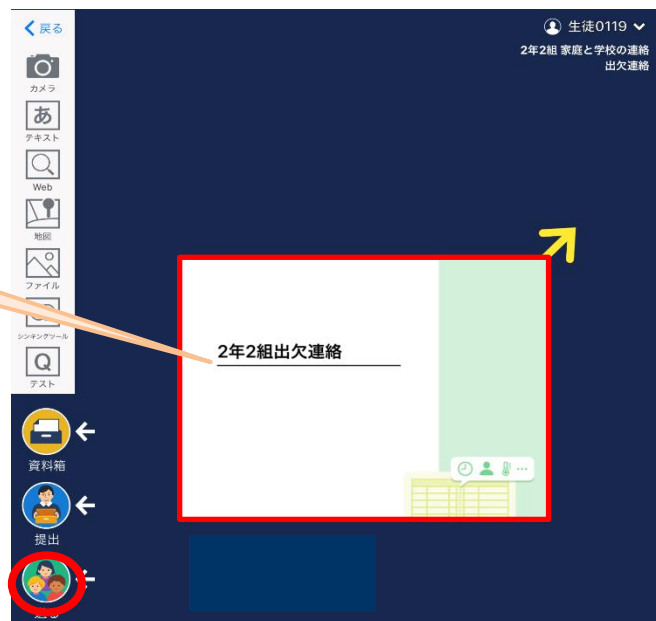 戻る
生徒0119
2年2組 家庭と学校の連絡
出欠連絡
カメラ
あ
テキスト
Web
地図
ファイル
シンキングツール
Q
テスト
2年2組出欠連絡
資料箱
提出